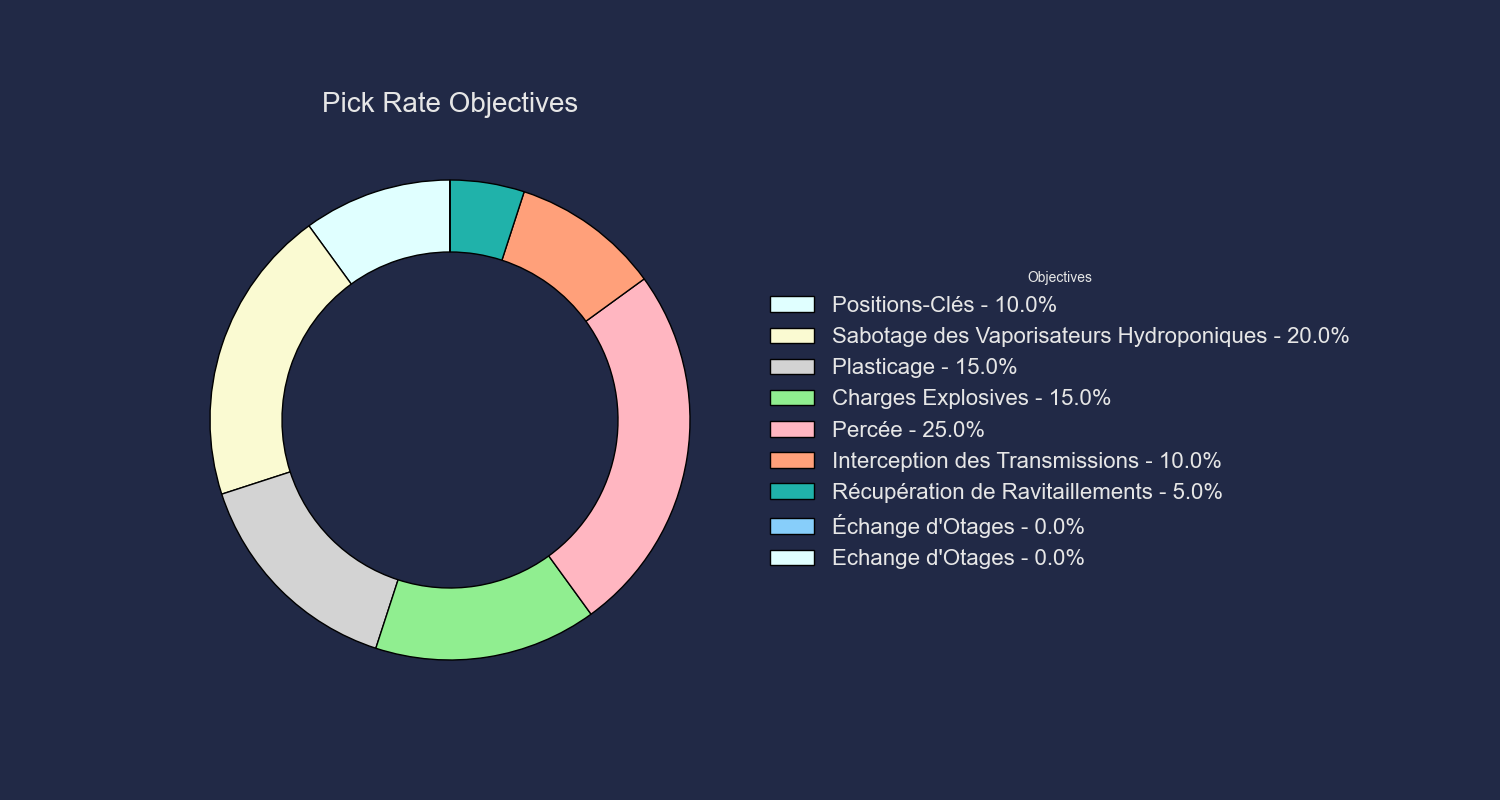 Pick Rate Objectives
Objectives
Positions-Clés - 10.0%
Sabotage des Vaporisateurs Hydroponiques - 20.0%
Plasticage - 15.0%
Charges Explosives - 15.0%
Percée - 25.0%
Interception des Transmissions - 10.0%
Récupération de Ravitaillements - 5.0%
Échange d'Otages - 0.0%
Echange d'Otages - 0.0%